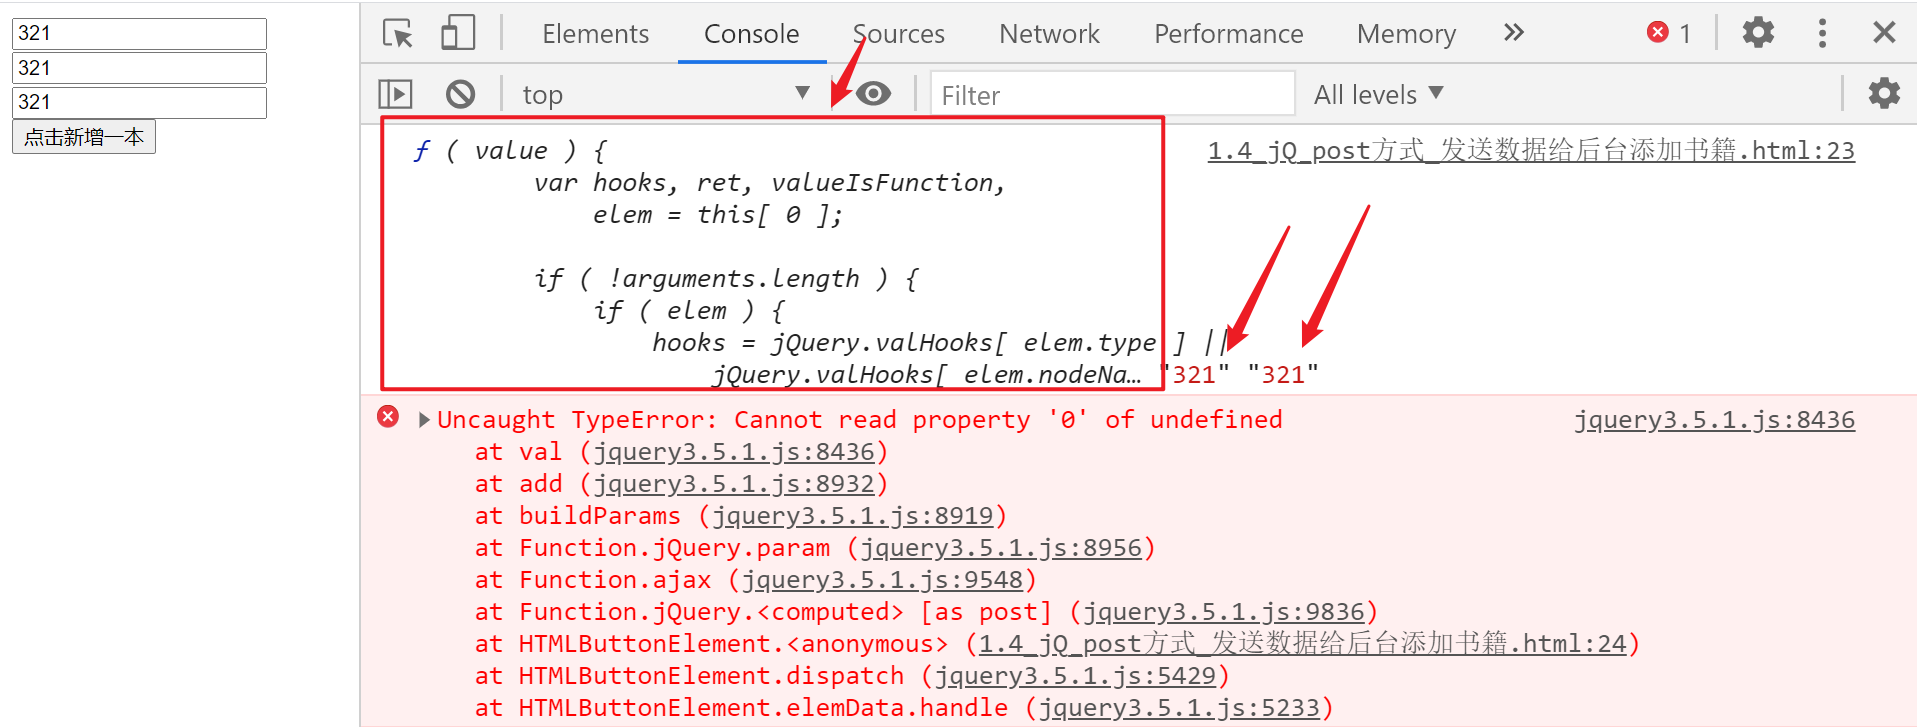 321
321
321
点击新增一本
Elements Console Sources Network Performance Memory » 1
top Filter All levels
ƒ ( value ) { 1.4_jQ_post方式_发送数据给后台添加书籍.html:23
var hooks, ret, valueIsFunction,
elem = this[ 0 ];
if ( !arguments.length ) {
if ( elem ) {
hooks = jQuery.valHooks[ elem.type ] ||
jQuery.valHooks[ elem.nodeNa… "321" "321"
Uncaught TypeError: Cannot read property '0' of undefined jquery3.5.1.js:8436
at val (jquery3.5.1.js:8436)
at add (jquery3.5.1.js:8932)
at buildParams (jquery3.5.1.js:8919)
at Function.jQuery.param (jquery3.5.1.js:8956)
at Function.ajax (jquery3.5.1.js:9548)
at Function.jQuery.<computed> [as post] (jquery3.5.1.js:9836)
at HTMLButtonElement.<anonymous> (1.4_jQ_post方式_发送数据给后台添加书籍.html:24)
at HTMLButtonElement.dispatch (jquery3.5.1.js:5429)
at HTMLButtonElement.elemData.handle (jquery3.5.1.js:5233)